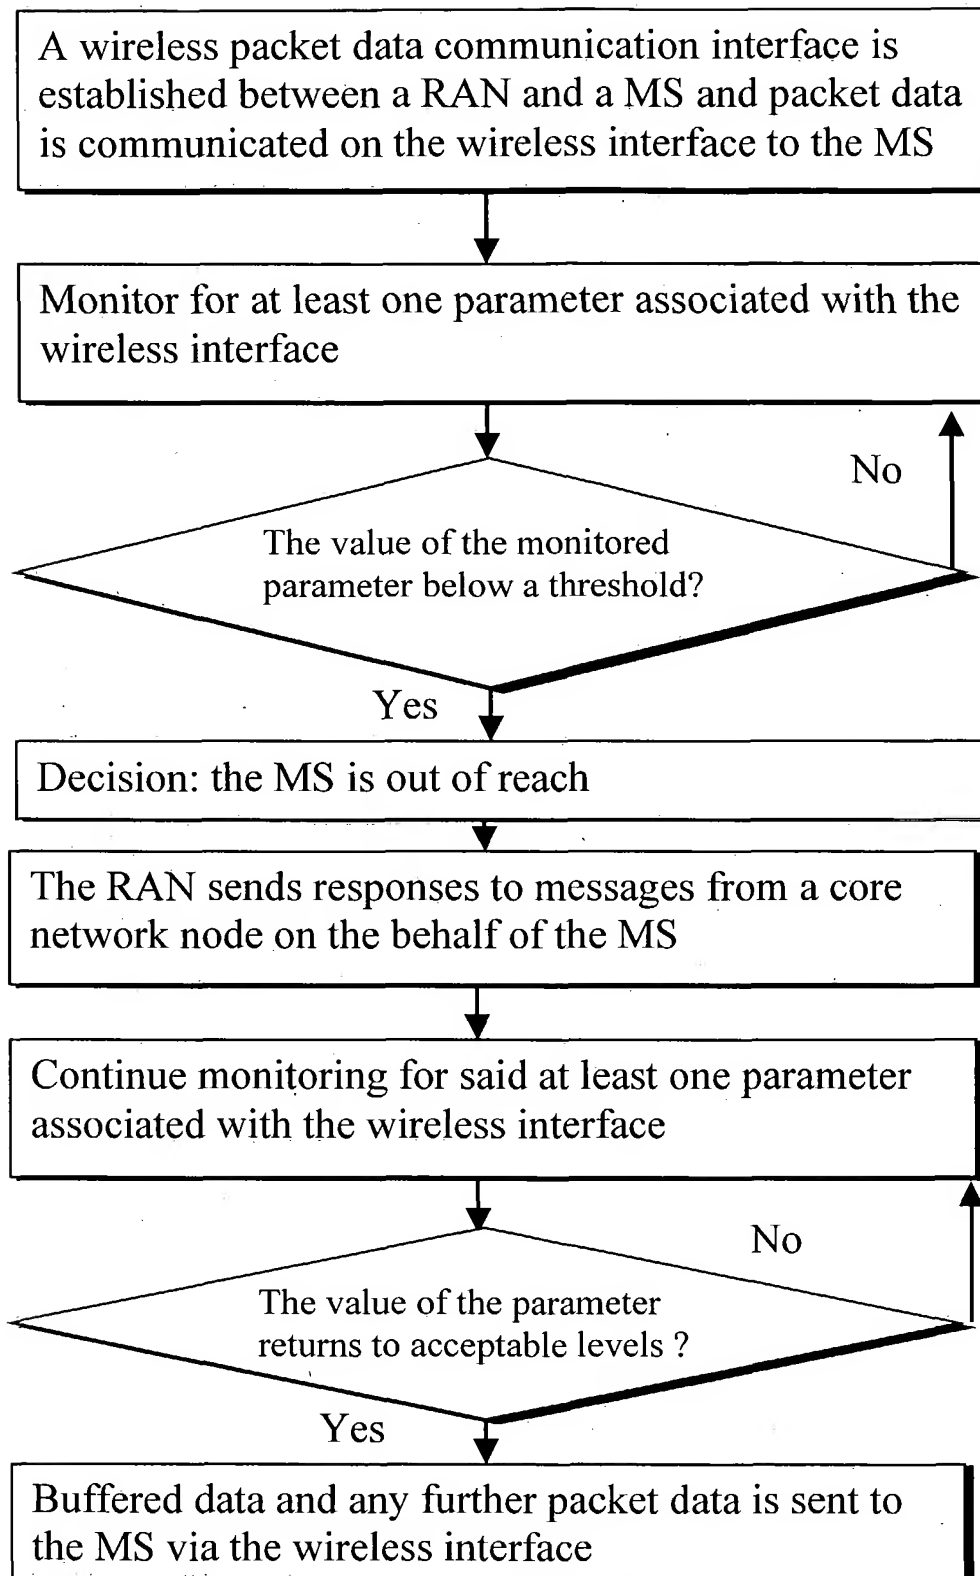 A wireless packet data communication interface is
established between a RAN and a MS and packet data
is communicated on the wireless interface to the MS
Monitor for at least one parameter associated with the
wireless interface
No
The value of the monitored
parameter below a threshold?
Yes
Decision: the MS is out of reach
The RAN sends responses to messages from a core
network node on the behalf of the MS
Continue monitoring for said at least one parameter
associated with the wireless interface
No
The value of the parameter
returns to acceptable levels ?
Yes
Buffered data and any further packet data is sent to
the MS via the wireless interface